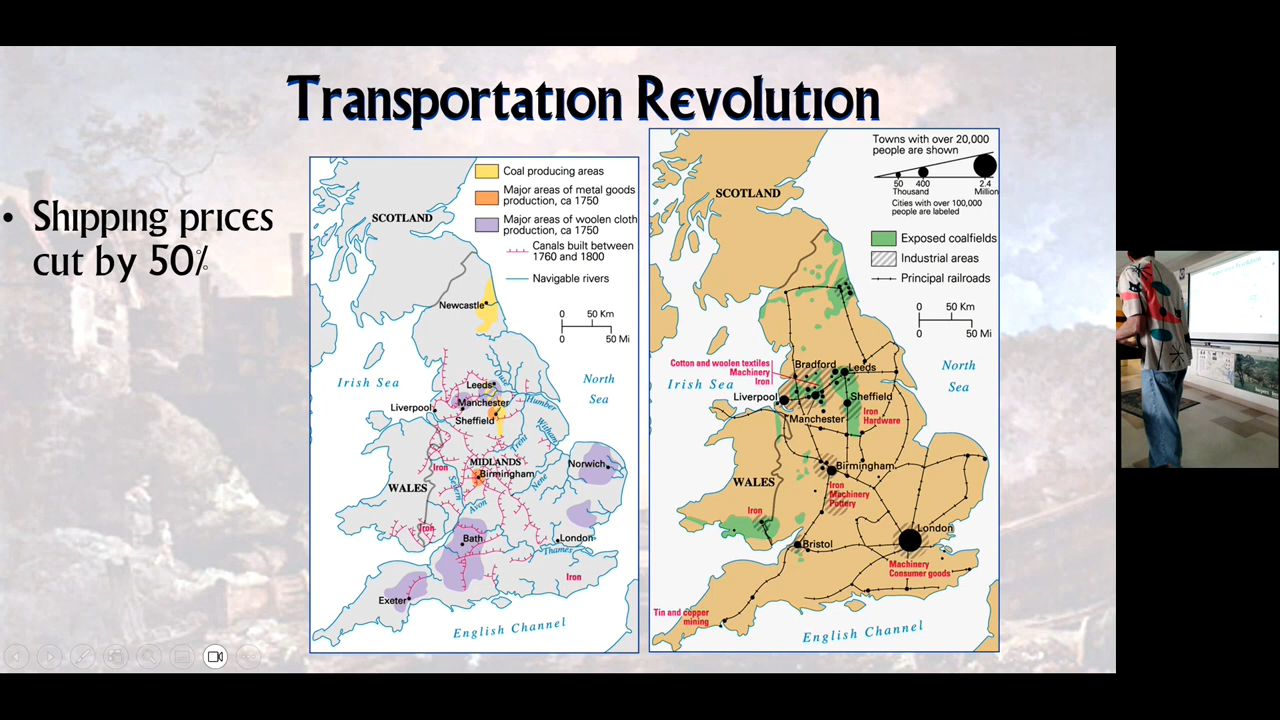 Transportation Revolution
• Shipping prices
cut by 50%
Coal producing areas
Major areas of metal goods
production, ca 1750
Major areas of woolen cloth
production, ca 1750
Canals built between
1760 and 1800
Navigable rivers
0 50 Km
0 50 Mi
SCOTLAND
Newcastle
Irish Sea
North
Sea
Leeds
Manchester
Liverpool
Sheffield
Humber
Trent
Witham
MIDLANDS
Norwich
Iron
Birmingham
WALES
Severn
Nene
Avon
Iron
Bath
London
Thames
Iron
Exeter
English Channel
Towns with over 20,000
people are shown
50 400 2.4
Thousand Million
Cities with over 100,000
people are labeled
SCOTLAND
Exposed coalfields
Industrial areas
Principal railroads
0 50 Km
0 50 Mi
Cotton and woolen textiles
Machinery
Iron
Bradford
Leeds
Irish Sea
North
Sea
Liverpool
Sheffield
Manchester
Iron
Hardware
Birmingham
WALES
Iron
Machinery
Pottery
Iron
London
Bristol
Machinery
Consumer goods
Tin and copper
mining
English Channel